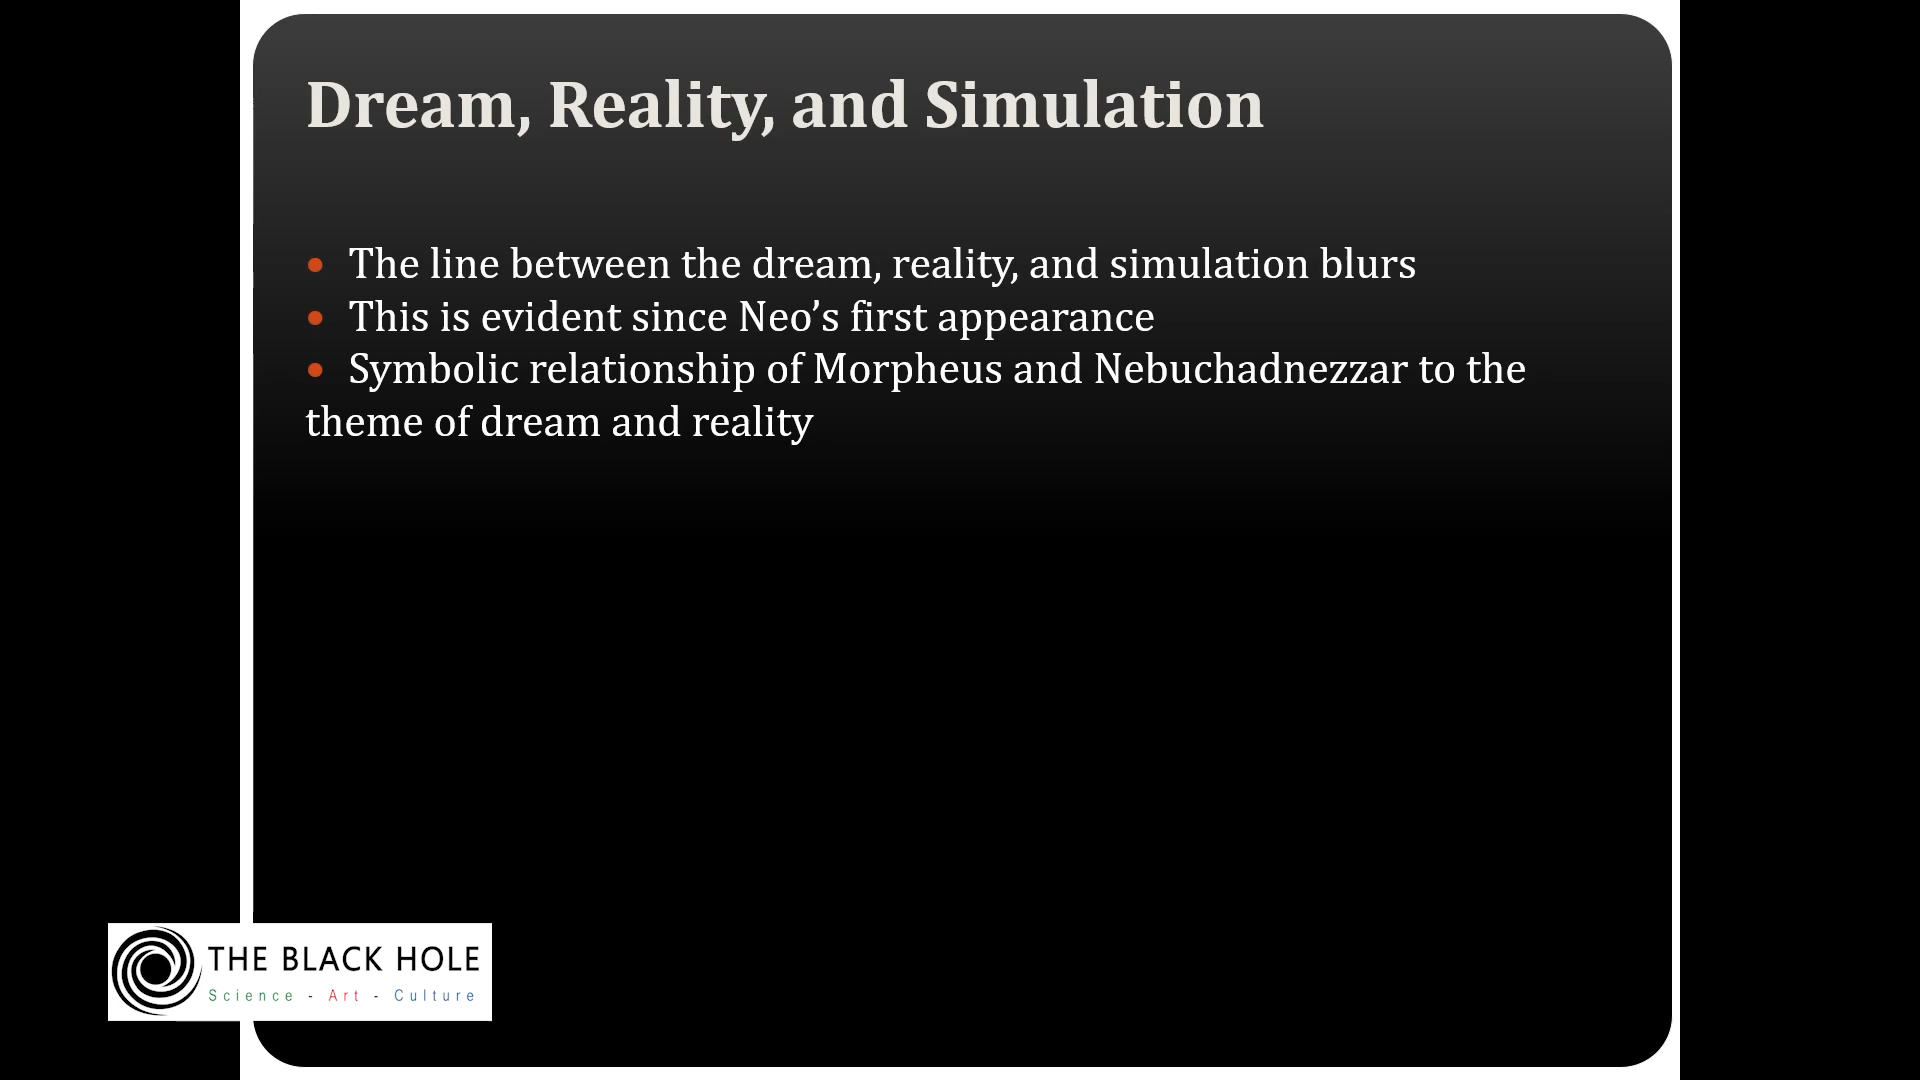 Dream, Reality, and Simulation
• The line between the dream, reality, and simulation blurs
• This is evident since Neo’s first appearance
• Symbolic relationship of Morpheus and Nebuchadnezzar to the
theme of dream and reality
THE BLACK HOLE
Science - Art - Culture